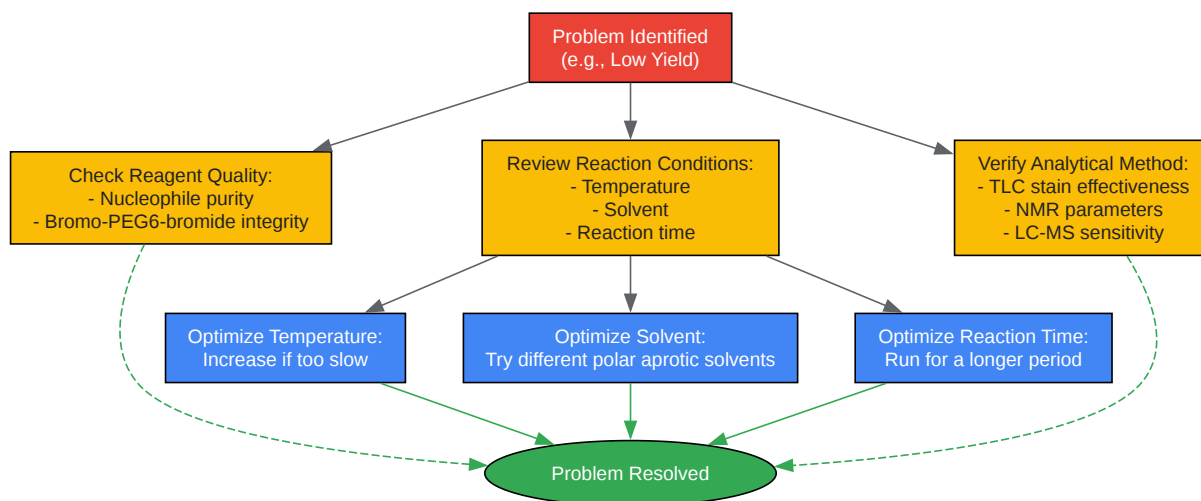 Problem Identified
(e.g., Low Yield)
Check Reagent Quality:
- Nucleophile purity
- Bromo-PEG6-bromide integrity
Review Reaction Conditions:
- Temperature
- Solvent
- Reaction time
Verify Analytical Method:
- TLC stain effectiveness
- NMR parameters
- LC-MS sensitivity
Optimize Temperature:
Increase if too slow
Optimize Solvent:
Try different polar aprotic solvents
Optimize Reaction Time:
Run for a longer period
Problem Resolved